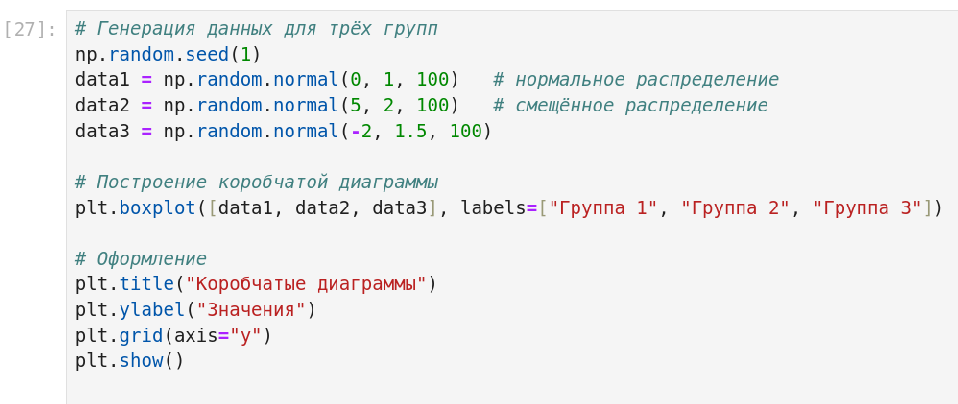 [27]:
# Генерация данных для трёх групп
np.random.seed(1)
data1 = np.random.normal(0, 1, 100)   # нормальное распределение
data2 = np.random.normal(5, 2, 100)   # смещённое распределение
data3 = np.random.normal(-2, 1.5, 100)
# Построение коробчатой диаграммы
plt.boxplot([data1, data2, data3], labels=["Группа 1", "Группа 2", "Группа 3"])
# Оформление
plt.title("Коробчатые диаграммы")
plt.ylabel("Значения")
plt.grid(axis="y")
plt.show()